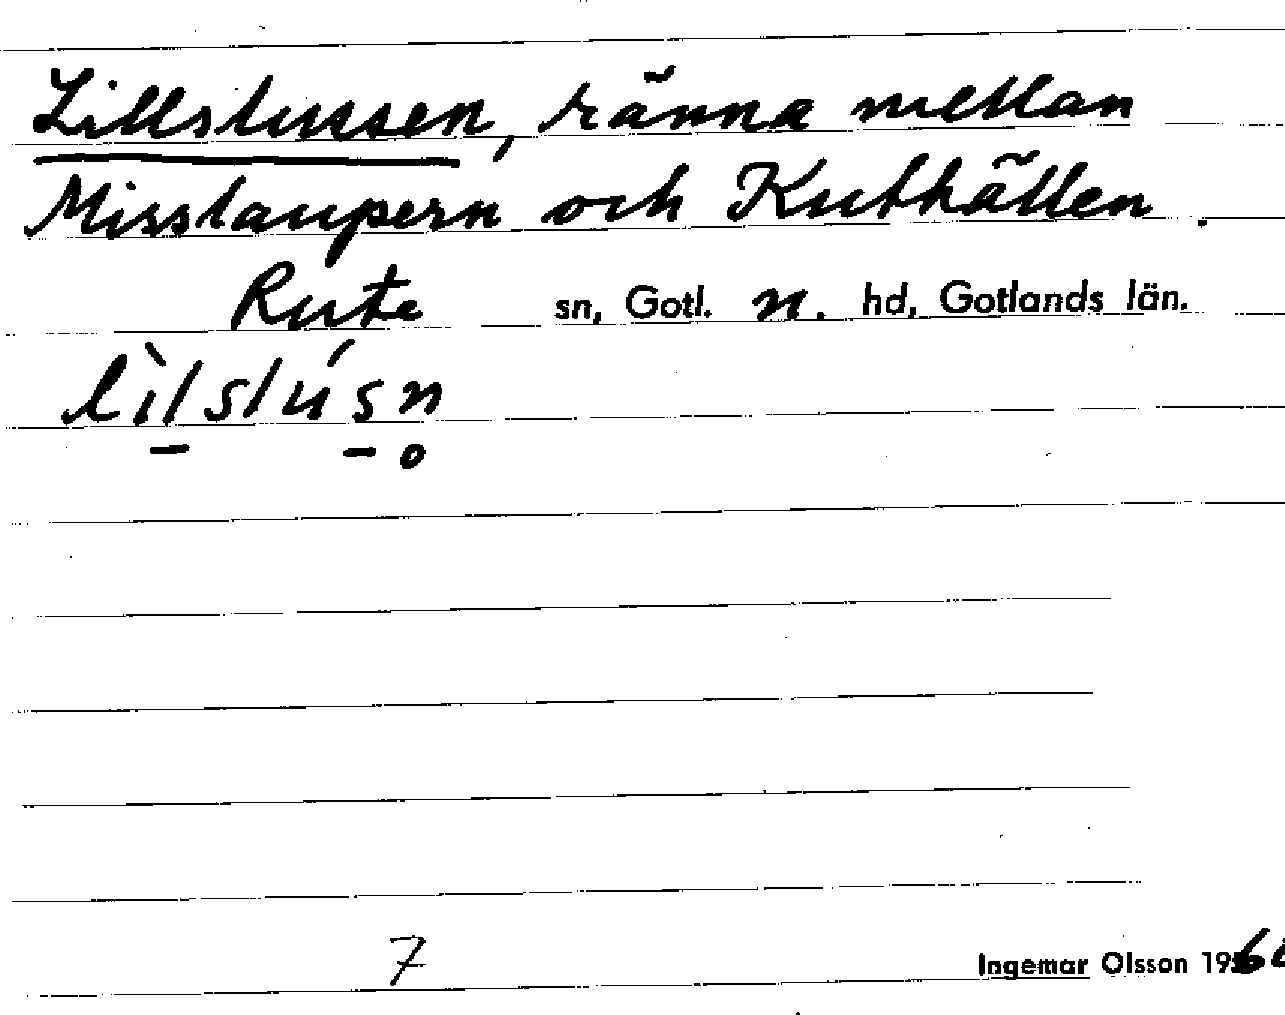 Lillslussen, ränna mellan
Misslaupern och Kuthällen.
Rute sn, Gotl. n. hd, Gotlands län.
lìlslúsn
7
Ingemar Olsson 19